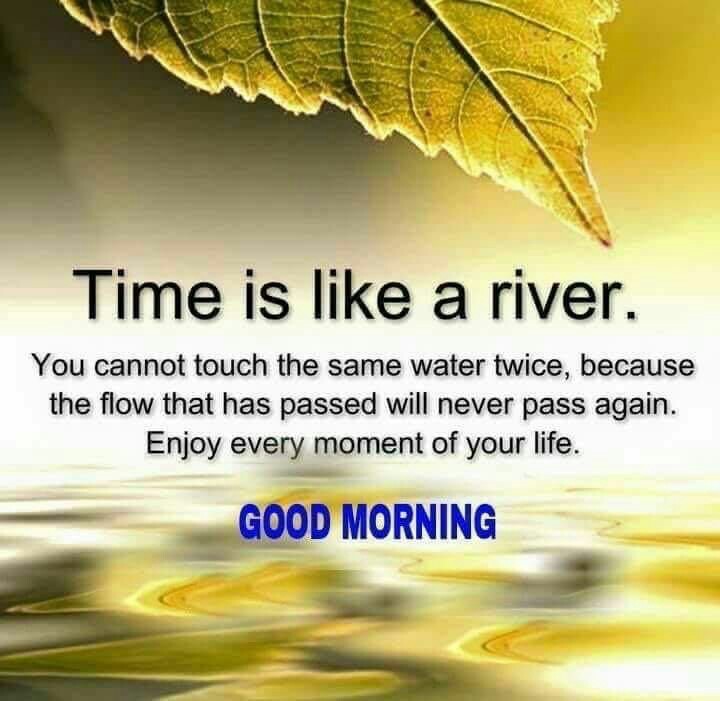 Time is like a river.
You cannot touch the same water twice, because
the flow that has passed will never pass again.
Enjoy every moment of your life.
GOOD MORNING